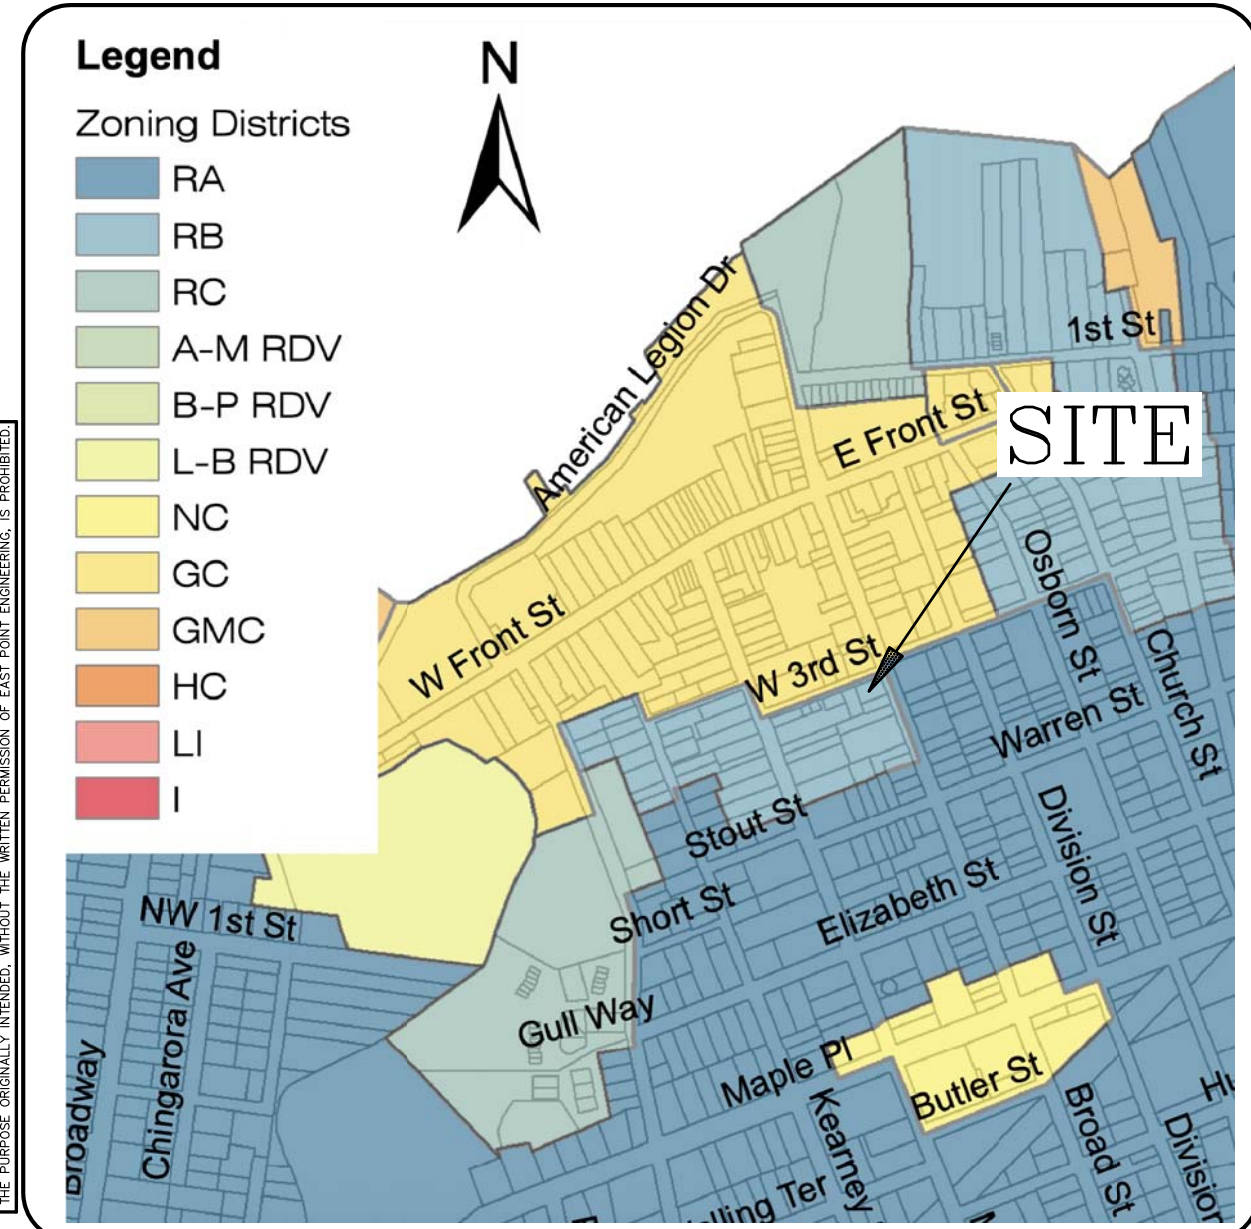 Legend
N
Zoning Districts
RA
RB
RC
A-M RDV
B-P RDV
L-B RDV
NC
GC
GMC
HC
LI
I
American Legion Dr
1st St
E Front St
SITE
W Front St
W 3rd St
Osborn St
Church St
Warren St
Stout St
Division St
Short St
Elizabeth St
NW 1st St
Chingarora Ave
Broadway
Gull Way
Maple Pl
Butler St
Kearney
Broad St
Division
THE PURPOSE ORIGINALLY INTENDED, WITHOUT THE WRITTEN PERMISSION OF EAST POINT ENGINEERING, IS PROHIBITED.